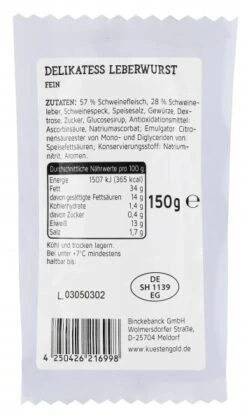 DELIKATESS LEBERWURST
FEIN
ZUTATEN: 57 % Schweinefleisch, 28 % Schweine-
leber, Schweinespeck, Speisesalz, Gewürze, Dex-
trose, Zucker, Glucosesirup, Antioxidationsmittel:
Ascorbinsäure, Natriumascorbat; Emulgator: Citro-
nensäureester von Mono- und Diglyceriden von
Speisefettsäuren; Konservierungsstoff: Natrium-
nitrit, Aromen.
Durchschnittliche Nährwerte pro 100 g
Energie 1507 kJ (365 kcal)
Fett 34 g
davon gesättigte Fettsäuren 14 g
Kohlenhydrate 1,4 g
davon Zucker 0,4 g
Eiweiß 13 g
Salz 1,7 g
150g ℮
Kühl und trocken lagern.
Bei unter +7°C mindestens
haltbar bis:
L 03050302
DE
SH 1139
EG
Binckebanck GmbH
Wolmersdorfer Straße,
D-25704 Meldorf
www.kuestengold.de
4 250426 216998